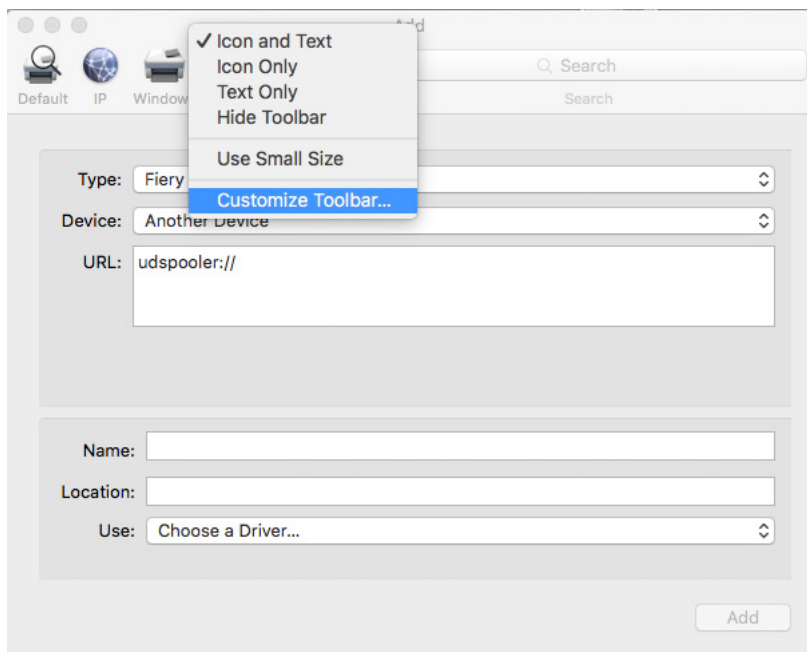 Add
✓ Icon and Text
Icon Only
Text Only
Hide Toolbar
Use Small Size
Customize Toolbar...
Default IP Window
Search
Search
Type: Fiery
Device: Another Device
URL: udspooler://
Name:
Location:
Use: Choose a Driver...
Add